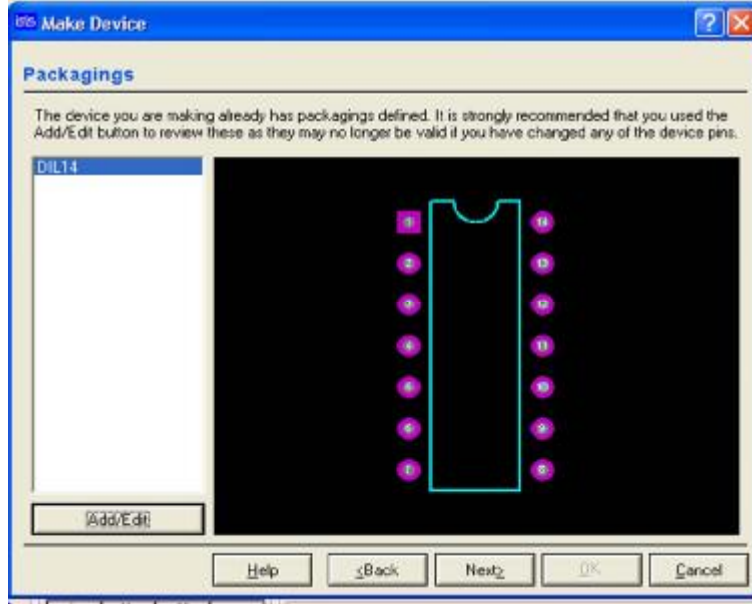 isis Make Device
Packagings
The device you are making already has packagings defined. It is strongly recommended that you used the
Add/Edit button to review these as they may no longer be valid if you have changed any of the device pins.
DIL14
1 14
2 13
3 12
4 11
5 10
6 9
7 8
Add/Edit
Help <Back Next> OK Cancel